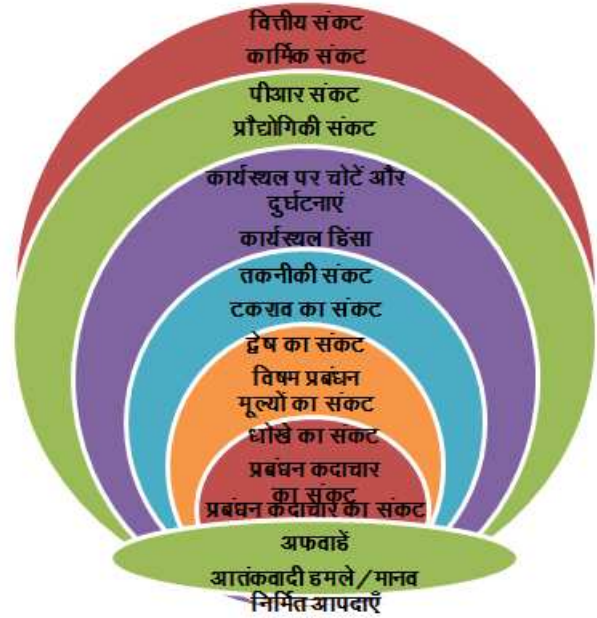 वित्तीय संकट
कार्मिक संकट
पीआर संकट
प्रौद्योगिकी संकट
कार्यस्थल पर चोटें और
दुर्घटनाएं
कार्यस्थल हिंसा
तकनीकी संकट
टकराव का संकट
द्वेष का संकट
विषम प्रबंधन
मूल्यों का संकट
धोखे का संकट
प्रबंधन कदाचार
का संकट
प्रबंधन कदाचार का संकट
अफवाहें
आतंकवादी हमले/मानव
निर्मित आपदाएँ